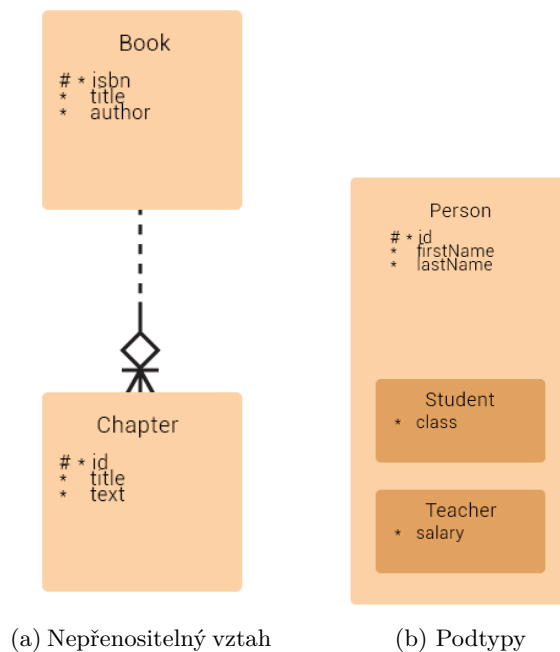 Book
# * isbn
* title
* author
Chapter
# * id
* title
* text
(a) Nepřenositelný vztah
Person
# * id
* firstName
* lastName
Student
* class
Teacher
* salary
(b) Podtypy